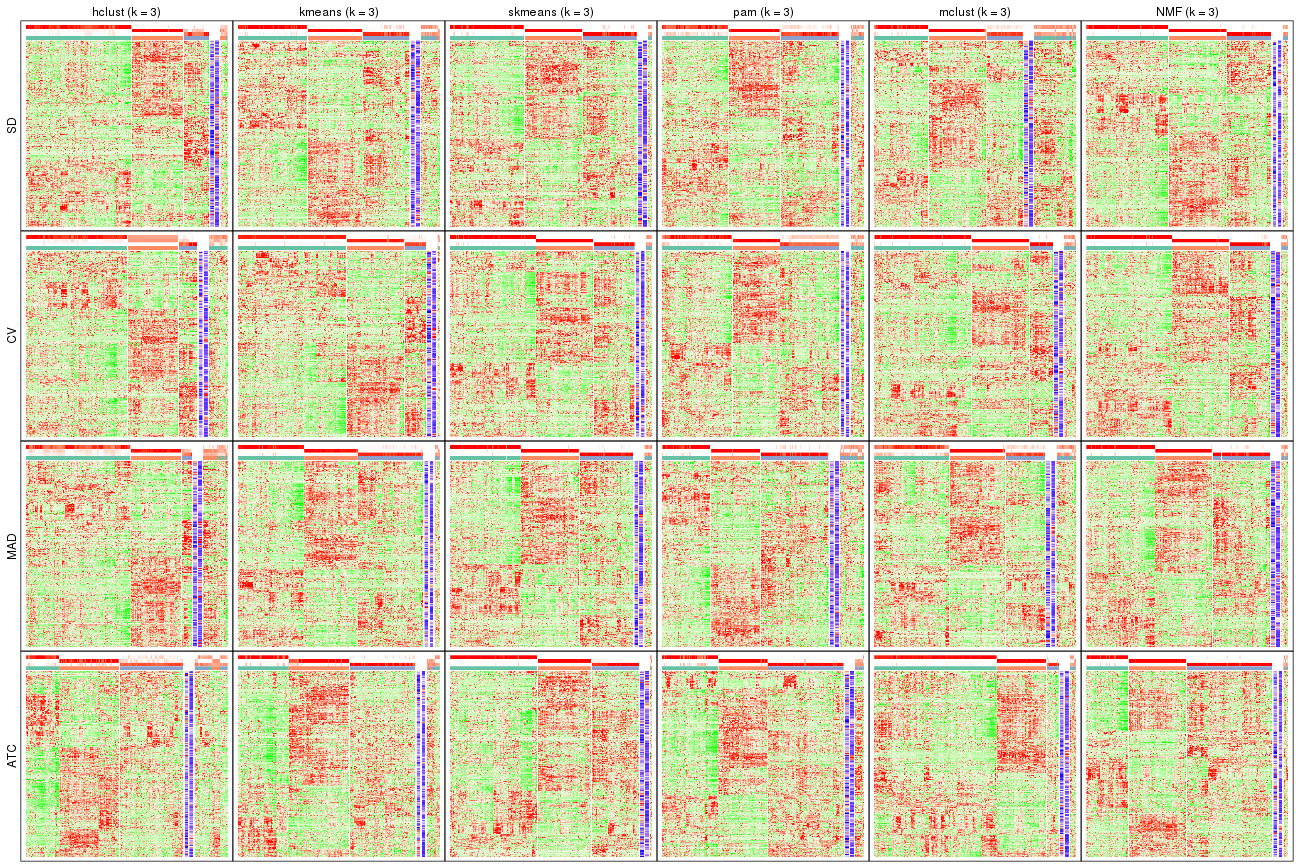 hclust (k = 3) kmeans (k = 3) skmeans (k = 3) pam (k = 3) mclust (k = 3) NMF (k = 3)
SD
CV
MAD
ATC